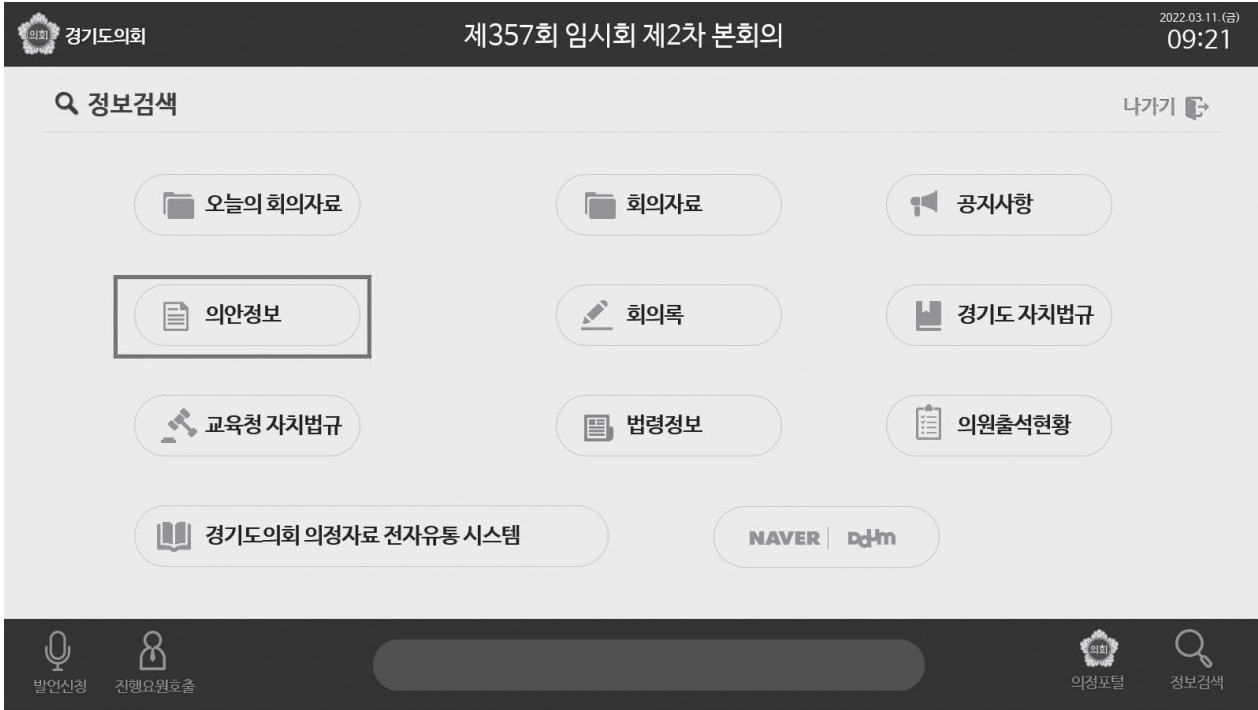 의회 경기도의회
제357회 임시회 제2차 본회의
2022.03.11.(금)
09:21
정보검색
나가기
오늘의 회의자료
회의자료
공지사항
의안정보
회의록
경기도 자치법규
교육청 자치법규
법령정보
의원출석현황
경기도의회 의정자료 전자유통 시스템
NAVER
Daum
발언신청
진행요원호출
의회
의정포털
정보검색